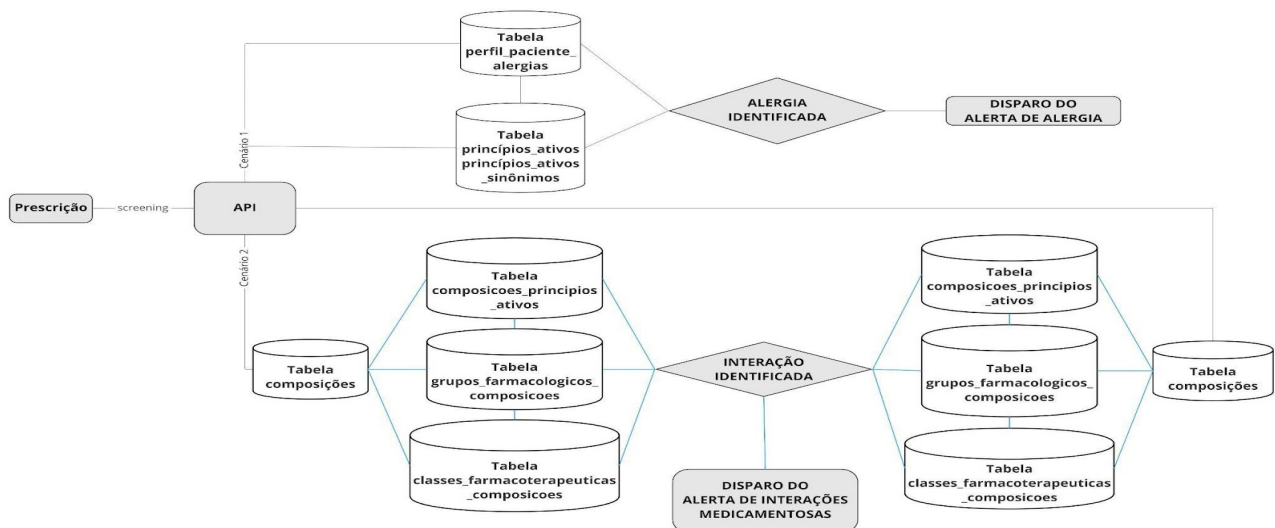 Tabela
perfil_paciente_
alergias
Tabela
princípios_ativos
princípios_ativos
_sinônimos
ALERGIA
IDENTIFICADA
DISPARO DO
ALERTA DE ALERGIA
Cenário 1
Prescrição
screening
API
Cenário 2
Tabela
composicoes_principios
_ativos
Tabela
composições
Tabela
grupos_farmacologicos_
composicoes
Tabela
classes_farmacoterapeuticas
_composicoes
INTERAÇÃO
IDENTIFICADA
DISPARO DO
ALERTA DE INTERAÇÕES
MEDICAMENTOSAS
Tabela
composicoes_principios
_ativos
Tabela
grupos_farmacologicos_
composicoes
Tabela
classes_farmacoterapeuticas
_composicoes
Tabela
composições